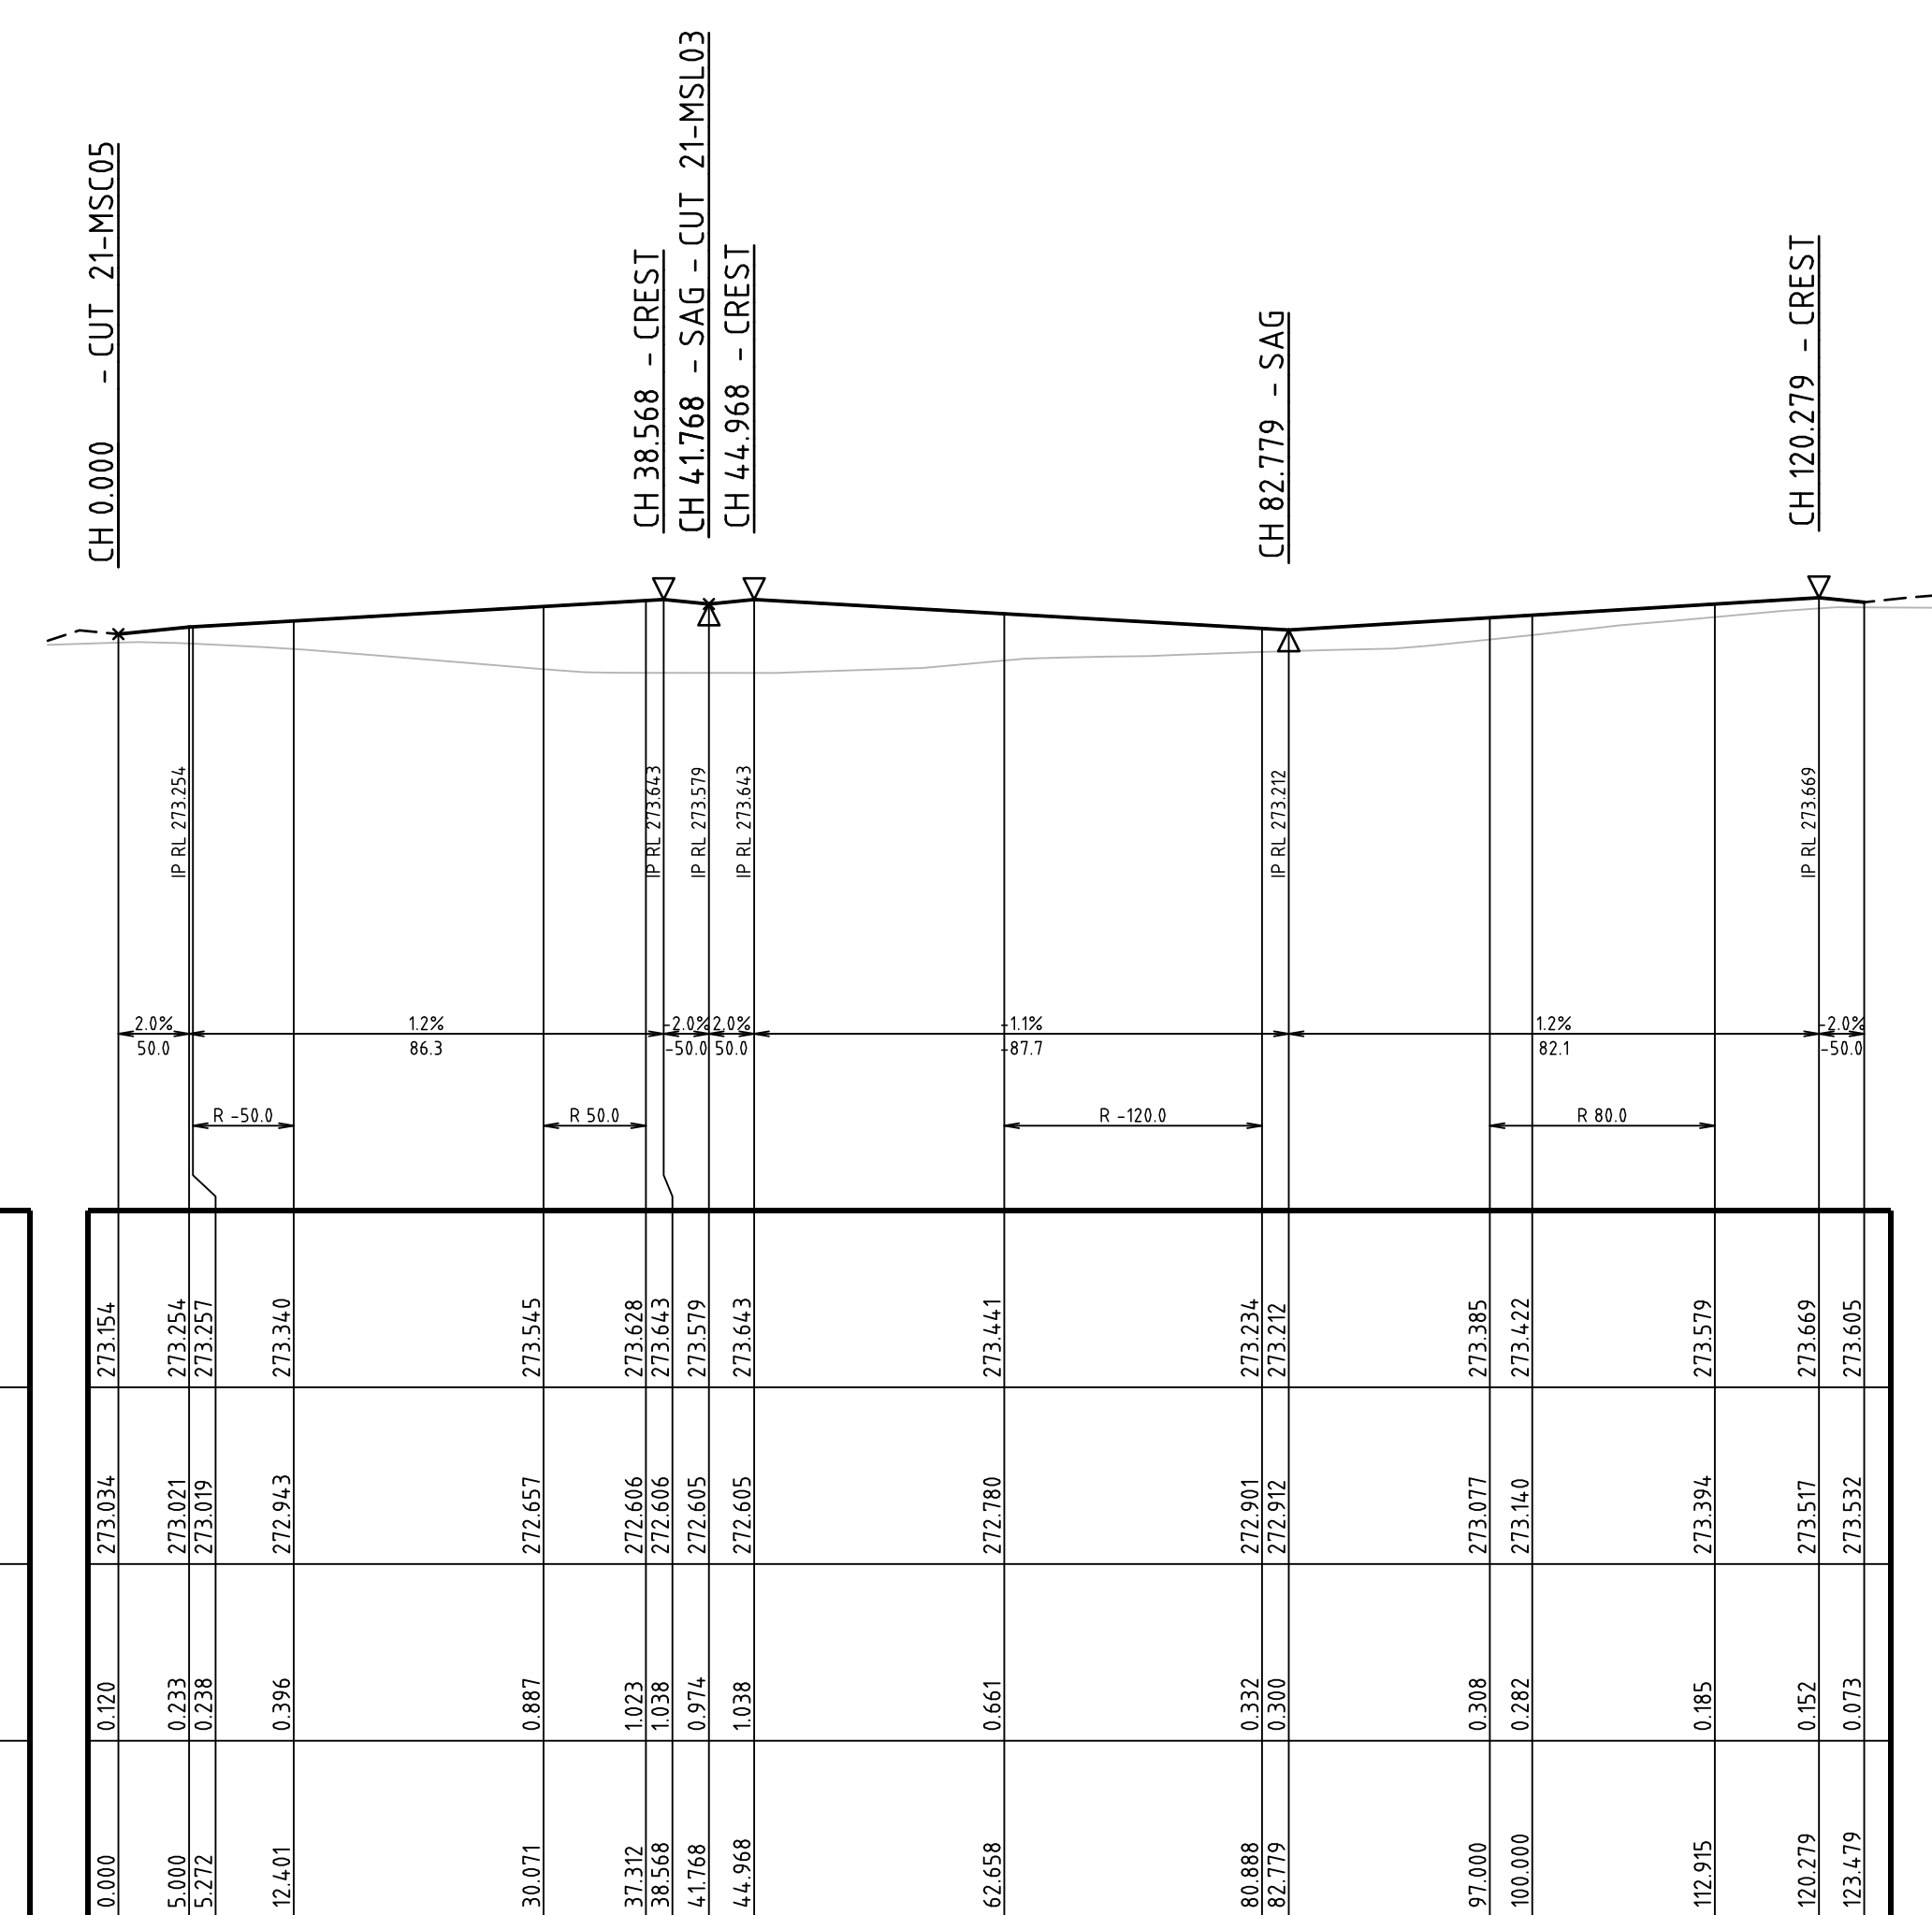 CH 0.000 - CUT 21-MSC05
CH 38.568 - CREST
CH 41.768 - SAG - CUT 21-MSL03
CH 44.968 - CREST
CH 82.779 - SAG
CH 120.279 - CREST
IP RL 273.254
IP RL 273.643
IP RL 273.579
IP RL 273.643
IP RL 273.212
IP RL 273.669
2.0% 1.2% -2.0% 2.0% -1.1% 1.2% -2.0%
50.0 86.3 -50.0 50.0 -87.7 82.1 -50.0
R -50.0 R 50.0 R -120.0 R 80.0
273.154 273.254 273.257 273.340 273.545 273.628 273.643 273.579 273.643 273.441 273.234 273.212 273.385 273.422 273.579 273.669 273.605
273.034 273.021 273.019 272.943 272.657 272.606 272.606 272.605 272.605 272.780 272.901 272.912 273.077 273.140 273.394 273.517 273.532
0.120 0.233 0.238 0.396 0.887 1.023 1.038 0.974 1.038 0.661 0.332 0.300 0.308 0.282 0.185 0.152 0.073
0.000 5.000 5.272 12.401 30.071 37.312 38.568 41.768 44.968 62.658 80.888 82.779 97.000 100.000 112.915 120.279 123.479